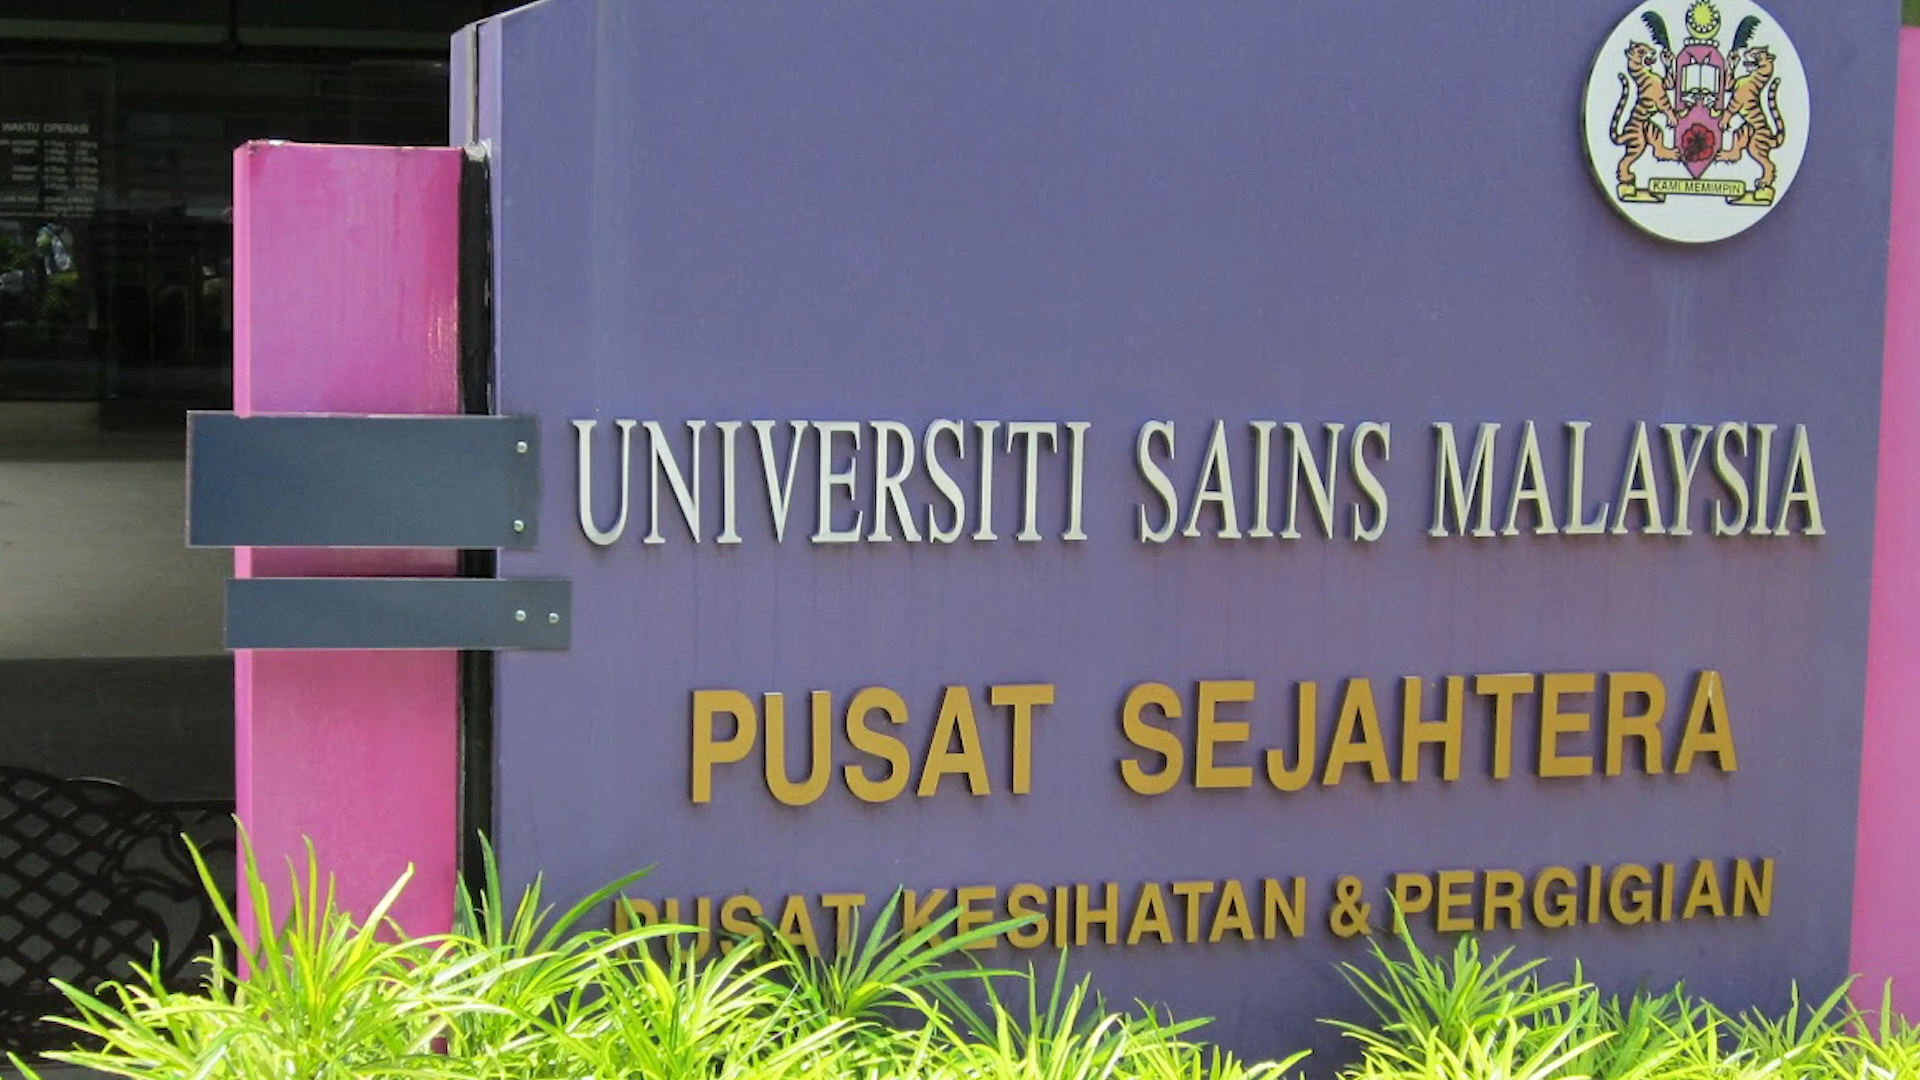 WAKTU OPERASI
KAMI MEMIMPIN
UNIVERSITI SAINS MALAYSIA
PUSAT SEJAHTERA
PUSAT KESIHATAN & PERGIGIAN